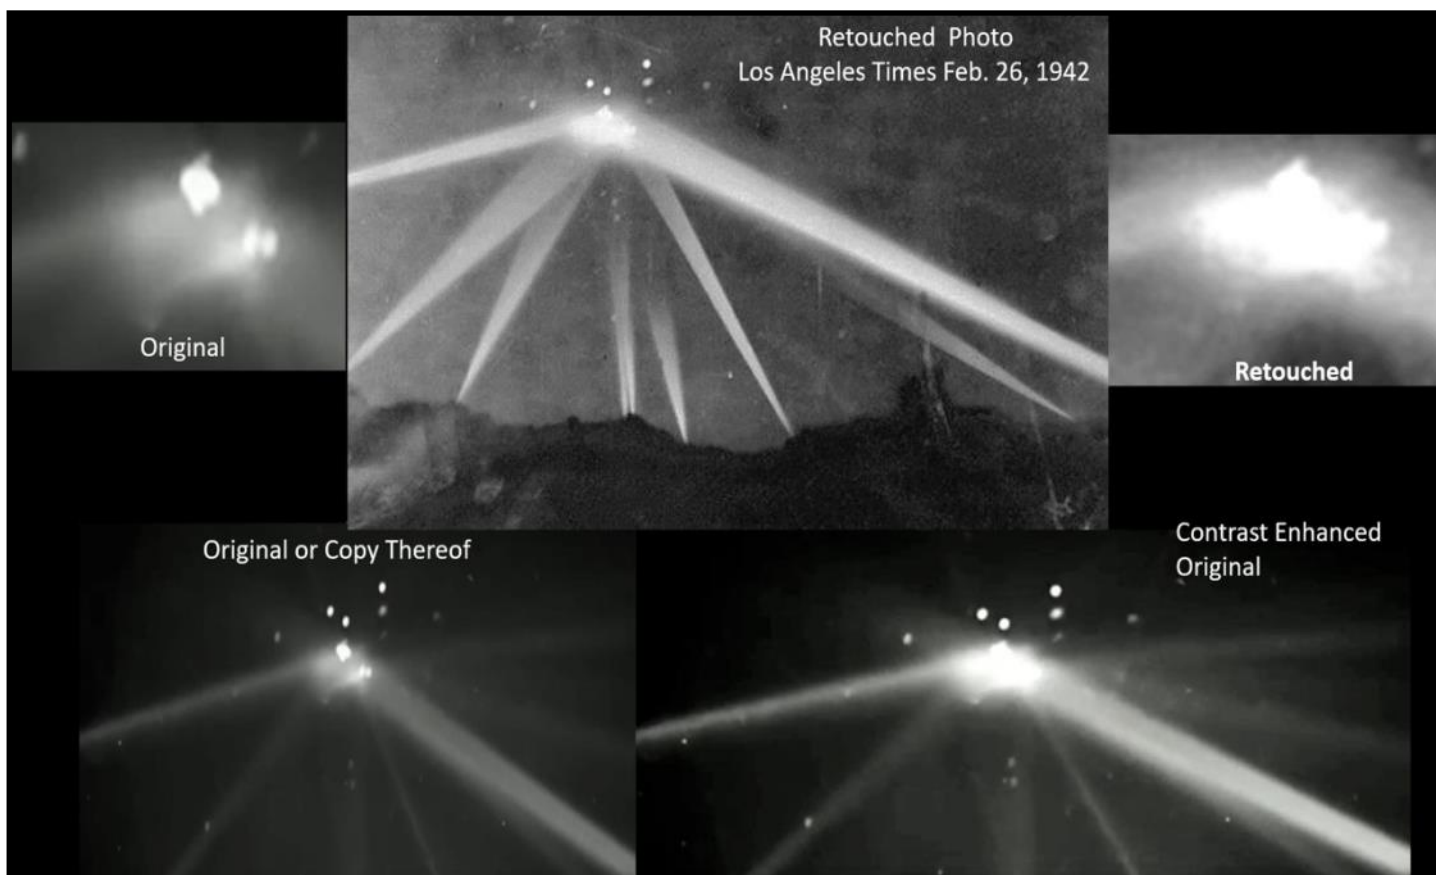 Retouched Photo
Los Angeles Times Feb. 26, 1942
Original
Retouched
Original or Copy Thereof
Contrast Enhanced
Original